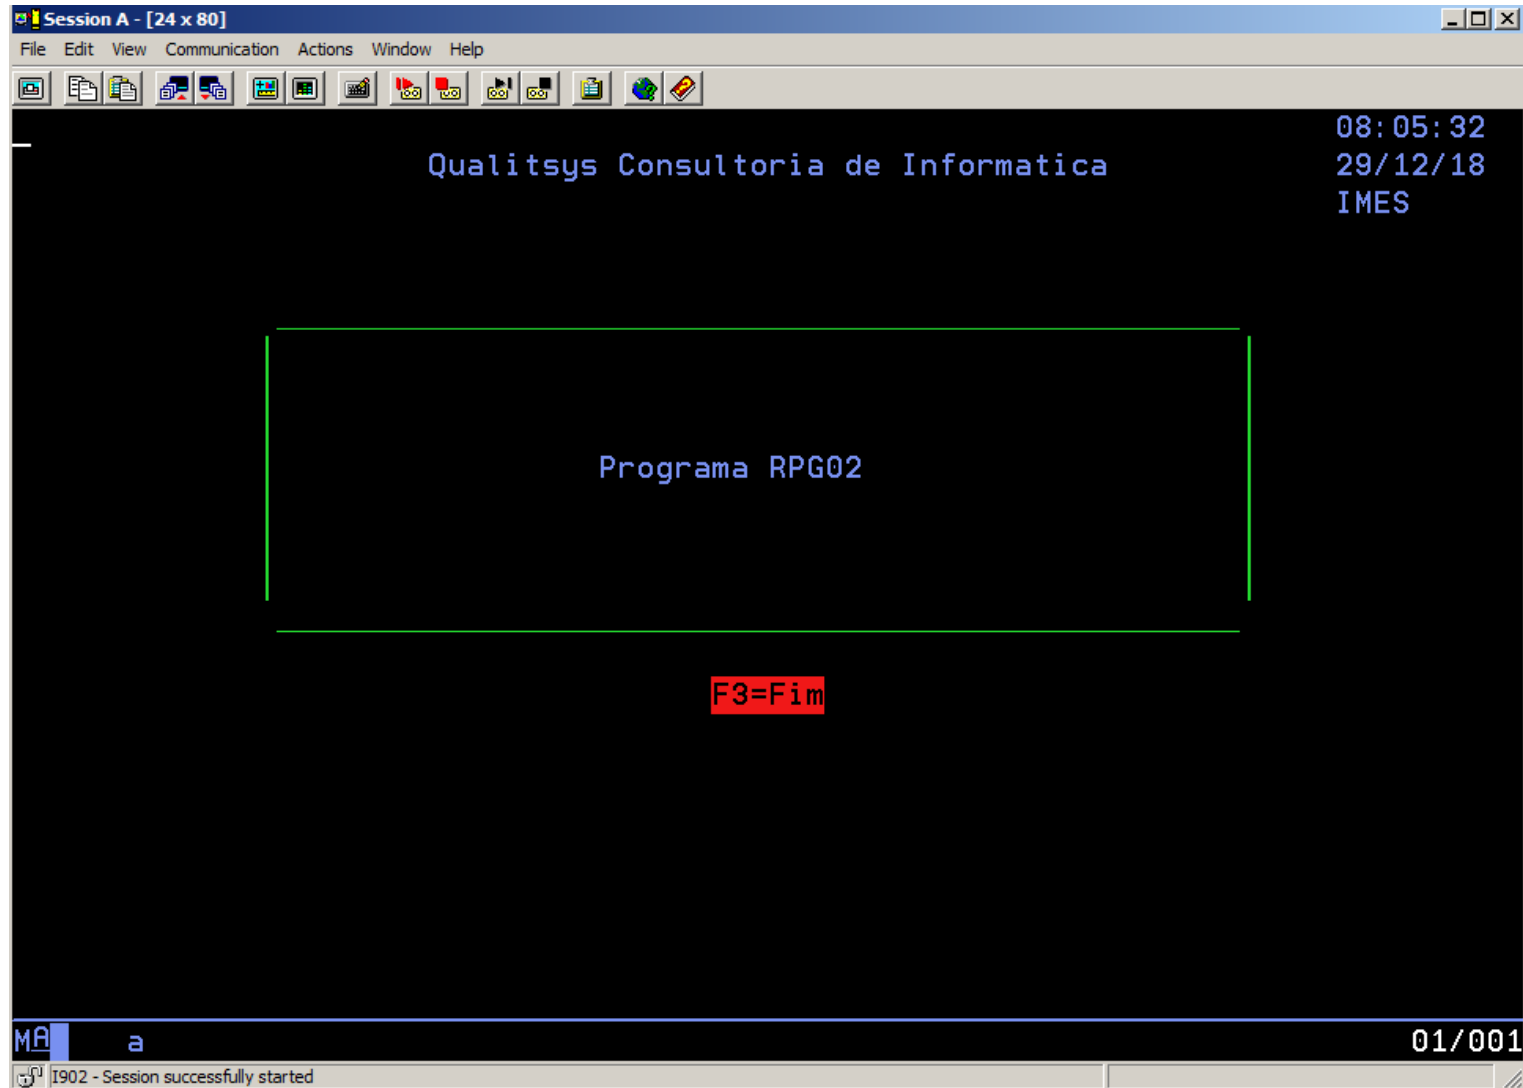 Session A - [24 x 80]
File Edit View Communication Actions Window Help
08:05:32
Qualitsys Consultoria de Informatica 29/12/18
IMES
Programa RPG02
F3=Fim
MA a 01/001
I902 - Session successfully started